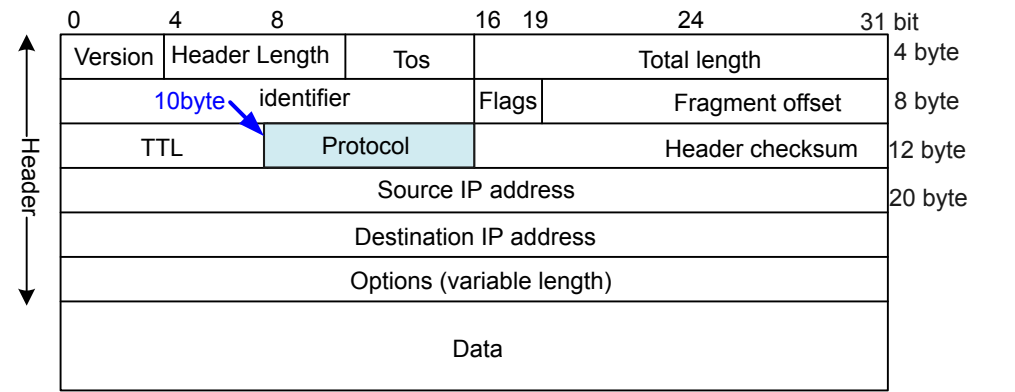 0 4 8 16 19 24 31 bit
Version Header Length Tos Total length 4 byte
10byte identifier Flags Fragment offset 8 byte
TTL Protocol Header checksum 12 byte
Source IP address
20 byte
Destination IP address
Options (variable length)
Data
Header